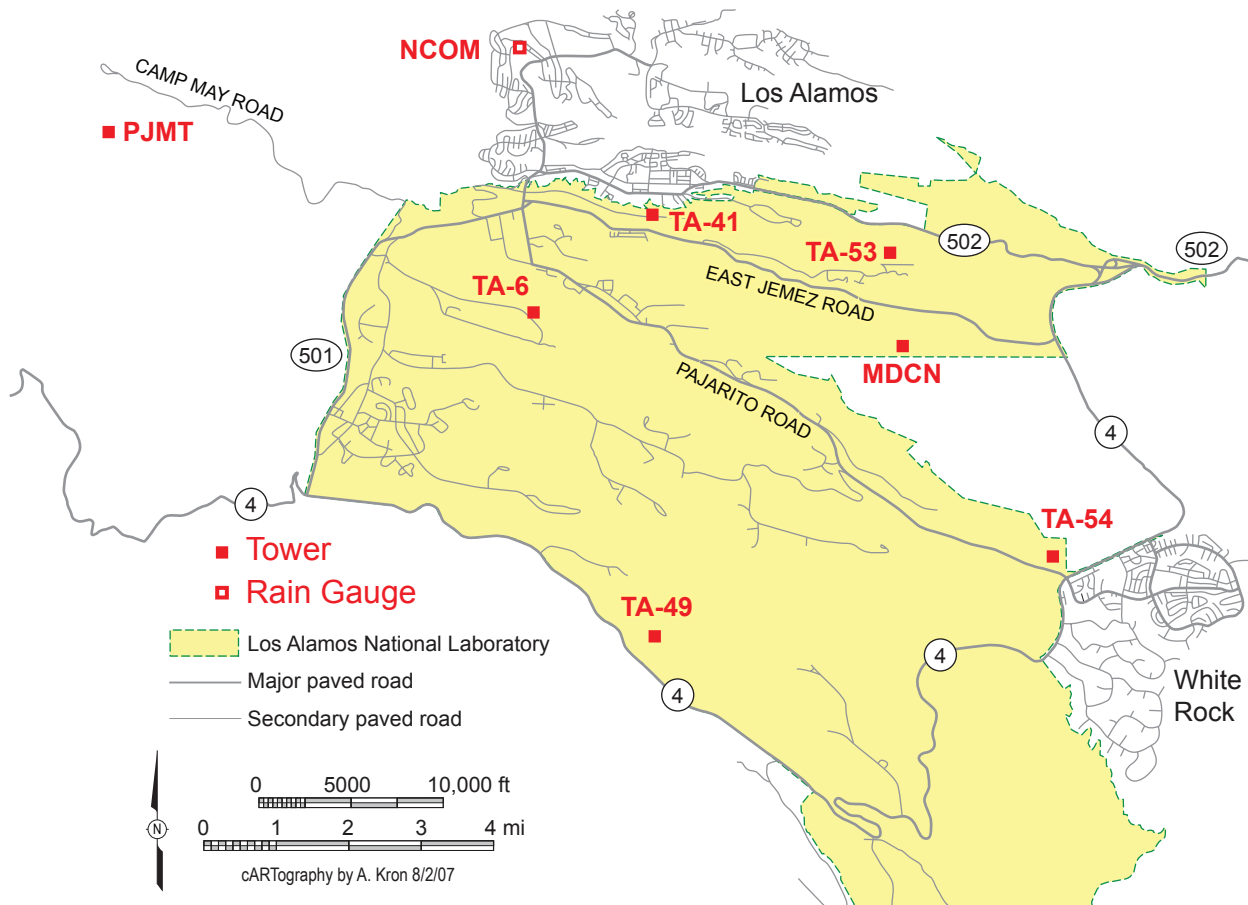 NCOM
CAMP MAY ROAD
Los Alamos
PJMT
TA-41
TA-53
502
502
TA-6
EAST JEMEZ ROAD
501
MDCN
PAJARITO ROAD
4
4
TA-54
Tower
Rain Gauge
TA-49
Los Alamos National Laboratory
4
4
Major paved road
White
Rock
Secondary paved road
0 5000 10,000 ft
0 1 2 3 4 mi
N
cARTography by A. Kron 8/2/07